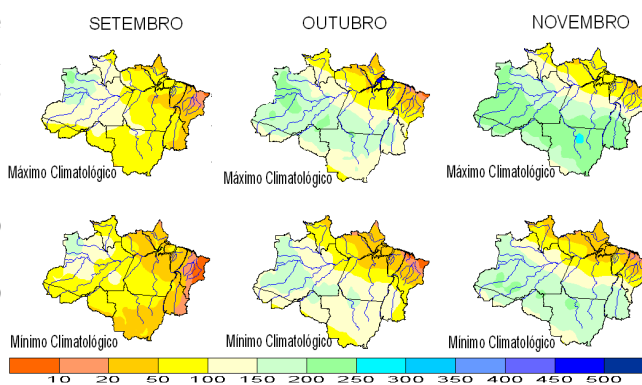 SETEMBRO OUTUBRO NOVEMBRO
Máximo Climatológico Máximo Climatológico Máximo Climatológico
Mínimo Climatológico Mínimo Climatológico Mínimo Climatológico
10 20 50 100 150 200 250 300 350 400 450 500